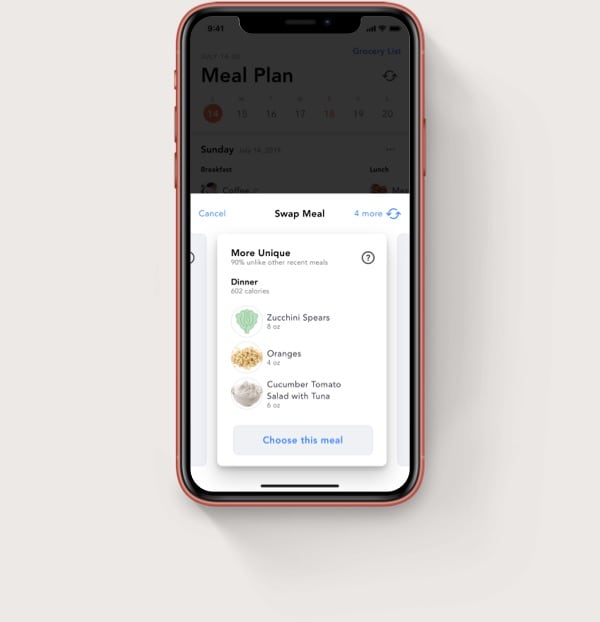 9:41
JULY 14-20
Grocery List
Meal Plan
S M T W T F S
14 15 16 17 18 19 20
Sunday July 14, 2019 ...
Breakfast Lunch
Coffee
Cancel Swap Meal 4 more
More Unique ?
90% unlike other recent meals
Dinner
602 calories
Zucchini Spears
8 oz
Oranges
4 oz
Cucumber Tomato
Salad with Tuna
6 oz
Choose this meal